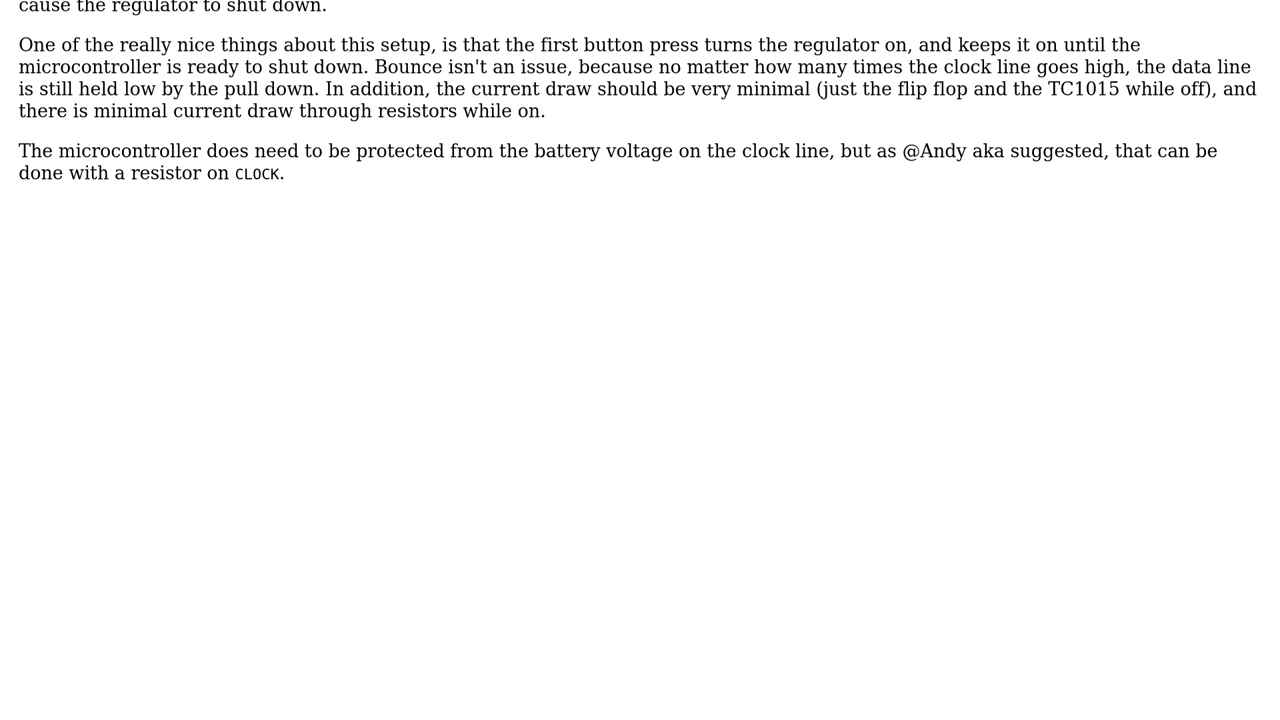 cause the regulator to shut down.
One of the really nice things about this setup, is that the first button press turns the regulator on, and keeps it on until the
microcontroller is ready to shut down. Bounce isn't an issue, because no matter how many times the clock line goes high, the data line
is still held low by the pull down. In addition, the current draw should be very minimal (just the flip flop and the TC1015 while off), and
there is minimal current draw through resistors while on.
The microcontroller does need to be protected from the battery voltage on the clock line, but as @Andy aka suggested, that can be
done with a resistor on CLOCK.